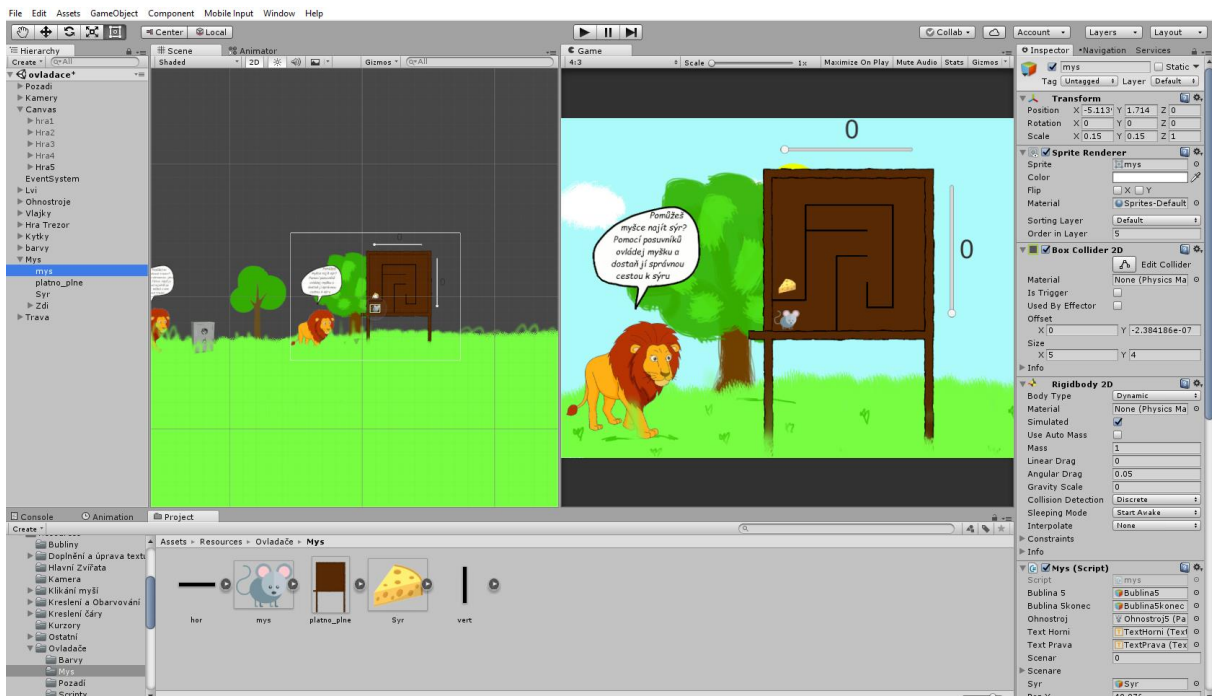 File Edit Assets GameObject Component Mobile Input Window Help
Center Local Collab Account Layers Layout
Hierarchy
Create All
ovladace*
Pozadi
Kamery
Canvas
hra1
Hra2
Hra3
Hra4
Hra5
EventSystem
Lvi
Ohnostroje
Vlajky
Hra Trezor
Kytky
barvy
Mys
mys
platno_plne
Syr
Zdi
Trava
Scene Animator
Shaded 2D Gizmos All
Game
4:3 Scale 1x Maximize On Play Mute Audio Stats Gizmos
0
0
Pomůžeš
myšce najít sýr?
Pomocí posuvníků
ovládej myšku a
dostaň jí správnou
cestou k sýru
Inspector Navigation Services
mys Static
Tag Untagged Layer Default
Transform
Position X -5.113 Y 1.714 Z 0
Rotation X 0 Y 0 Z 0
Scale X 0.15 Y 0.15 Z 1
Sprite Renderer
Sprite mys
Color
Flip X Y
Material Sprites-Default
Sorting Layer Default
Order in Layer 5
Box Collider 2D
Edit Collider
Material None (Physics Ma
Is Trigger
Used By Effector
Offset
X 0 Y -2.384186e-07
Size
X 5 Y 4
Info
Rigidbody 2D
Body Type Dynamic
Material None (Physics Ma
Simulated
Use Auto Mass
Mass 1
Linear Drag 0
Angular Drag 0.05
Gravity Scale 0
Collision Detection Discrete
Sleeping Mode Start Awake
Interpolate None
Constraints
Info
Mys (Script)
Script mys
Bublina 5 Bublina5
Bublina 5konec Bublina5konec
Ohnostroj Ohnostroj5 (Pa
Text Horni TextHorni (Text
Text Prava TextPrava (Tex
Scenar 0
Scenare
Syr Syr
Console Animation Project
Create
Bubliny
Doplnění a úprava textu
Hlavní Zvířata
Kamera
Klikání myší
Kreslení a Obarvování
Kreslení čáry
Kurzory
Ostatní
Ovladače
Barvy
Mys
Pozadí
Scripty
Assets Resources Ovladače Mys
hor mys platno_plne Syr vert